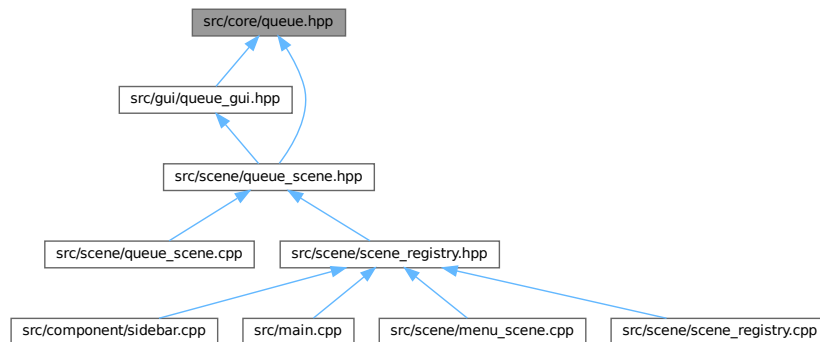 src/core/queue.hpp
src/gui/queue_gui.hpp
src/scene/queue_scene.hpp
src/scene/queue_scene.cpp
src/scene/scene_registry.hpp
src/component/sidebar.cpp
src/main.cpp
src/scene/menu_scene.cpp
src/scene/scene_registry.cpp